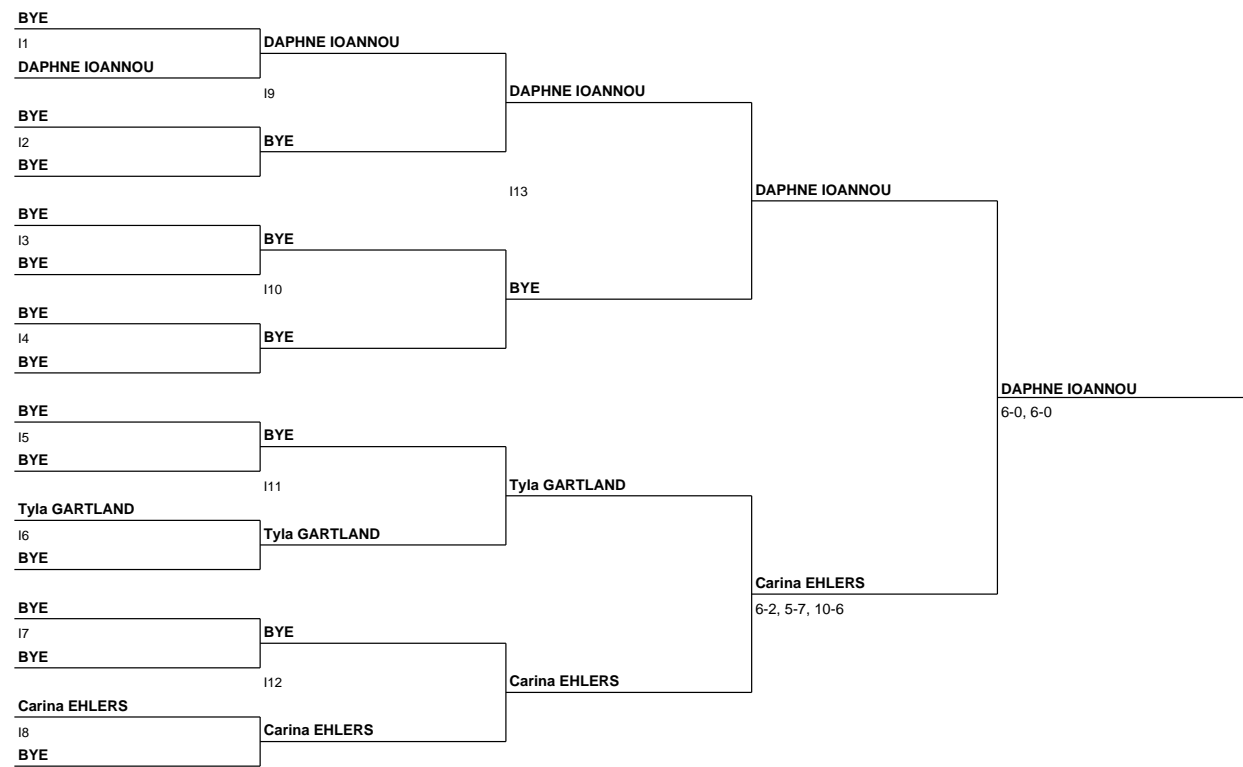 BYE
I1
DAPHNE IOANNOU
DAPHNE IOANNOU
I9
DAPHNE IOANNOU
BYE
I2
BYE
BYE
I13
DAPHNE IOANNOU
BYE
I3
BYE
BYE
I10
BYE
BYE
I4
BYE
BYE
DAPHNE IOANNOU
6-0, 6-0
BYE
I5
BYE
BYE
I11
Tyla GARTLAND
Tyla GARTLAND
I6
BYE
Tyla GARTLAND
Carina EHLERS
6-2, 5-7, 10-6
BYE
I7
BYE
BYE
I12
Carina EHLERS
Carina EHLERS
I8
BYE
Carina EHLERS